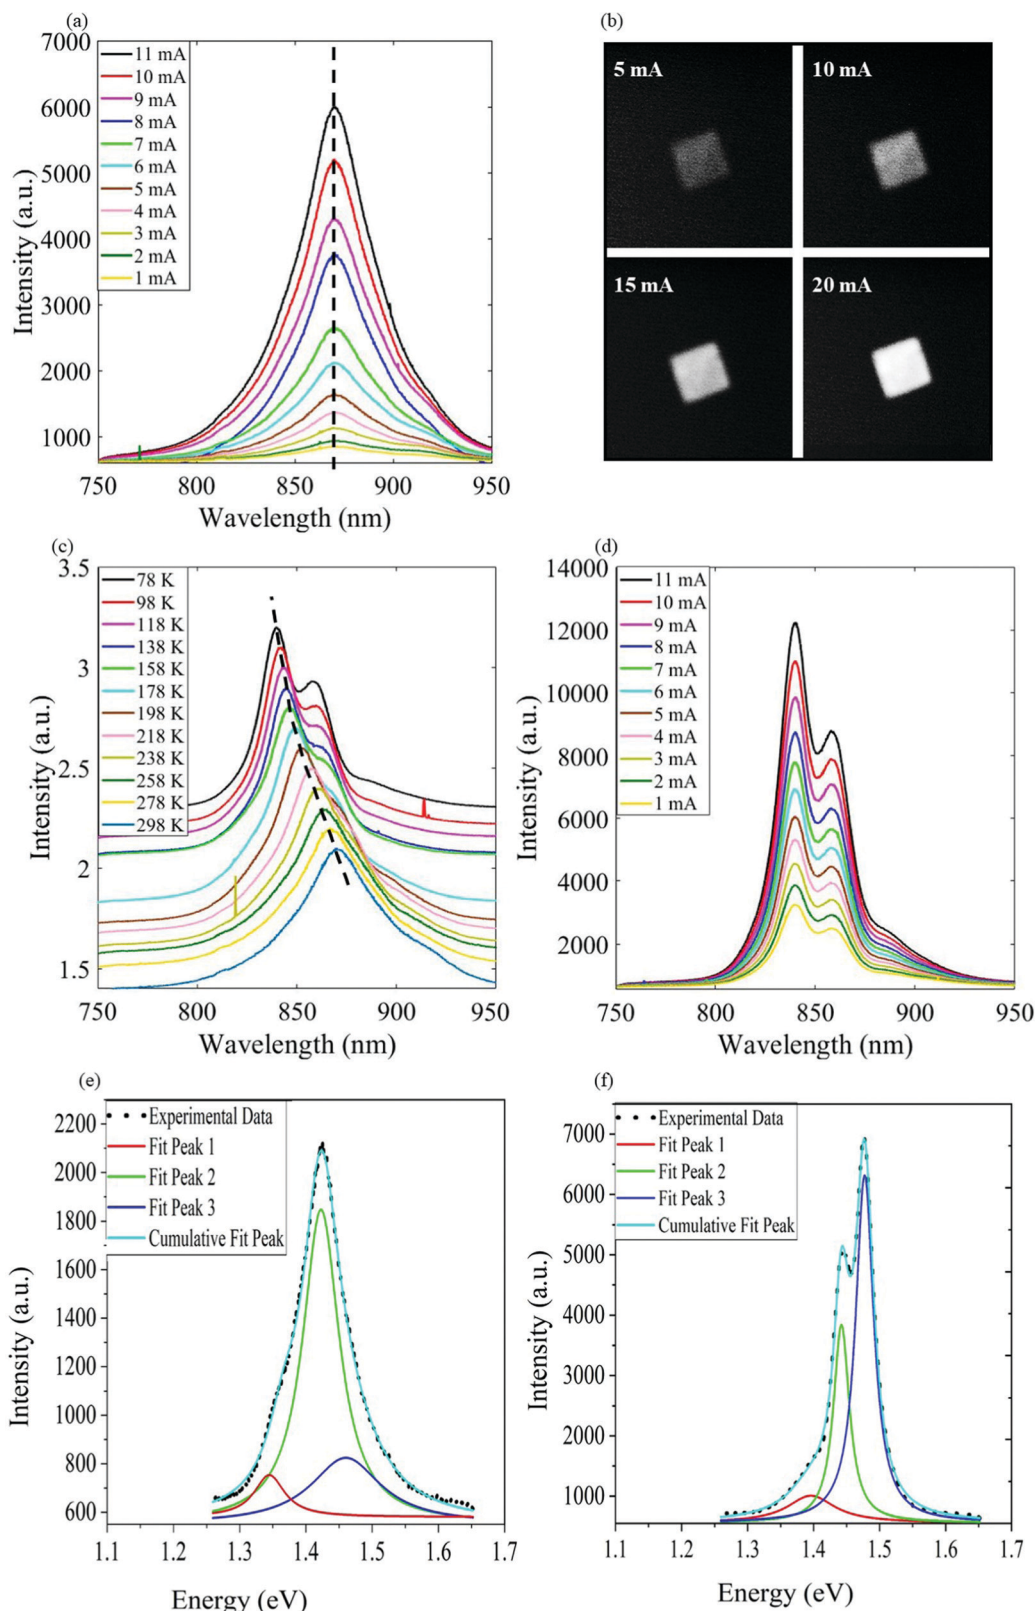 (a)
7000
6000
5000
4000
3000
2000
1000
Intensity (a.u.)
11 mA
10 mA
9 mA
8 mA
7 mA
6 mA
5 mA
4 mA
3 mA
2 mA
1 mA
750 800 850 900 950
Wavelength (nm)
(b)
5 mA 10 mA
15 mA 20 mA
(c)
3.5
3
2.5
2
1.5
Intensity (a.u.)
78 K
98 K
118 K
138 K
158 K
178 K
198 K
218 K
238 K
258 K
278 K
298 K
750 800 850 900 950
Wavelength (nm)
(d)
14000
12000
10000
8000
6000
4000
2000
Intensity (a.u.)
11 mA
10 mA
9 mA
8 mA
7 mA
6 mA
5 mA
4 mA
3 mA
2 mA
1 mA
750 800 850 900 950
Wavelength (nm)
(e)
2200
2000
1800
1600
1400
1200
1000
800
600
Intensity (a.u.)
Experimental Data
Fit Peak 1
Fit Peak 2
Fit Peak 3
Cumulative Fit Peak
1.1 1.2 1.3 1.4 1.5 1.6 1.7
Energy (eV)
(f)
7000
6000
5000
4000
3000
2000
1000
Intensity (a.u.)
Experimental Data
Fit Peak 1
Fit Peak 2
Fit Peak 3
Cumulative Fit Peak
1.1 1.2 1.3 1.4 1.5 1.6 1.7
Energy (eV)